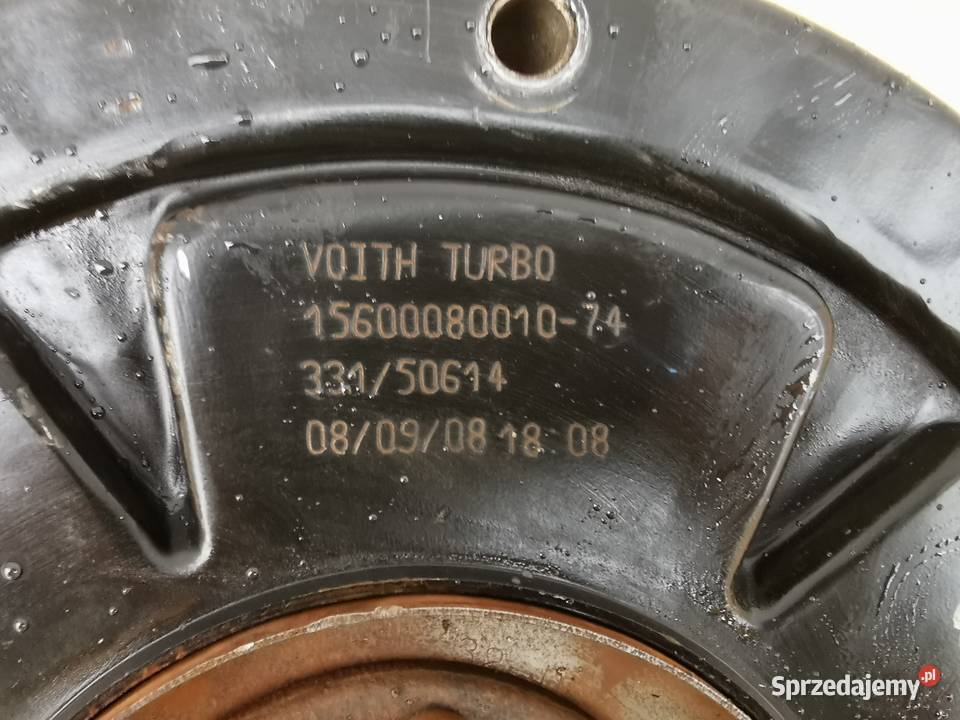 VOITH TURBO
15600080010-74
331/50614
08/09/08 18 08
Sprzedajemy.pl